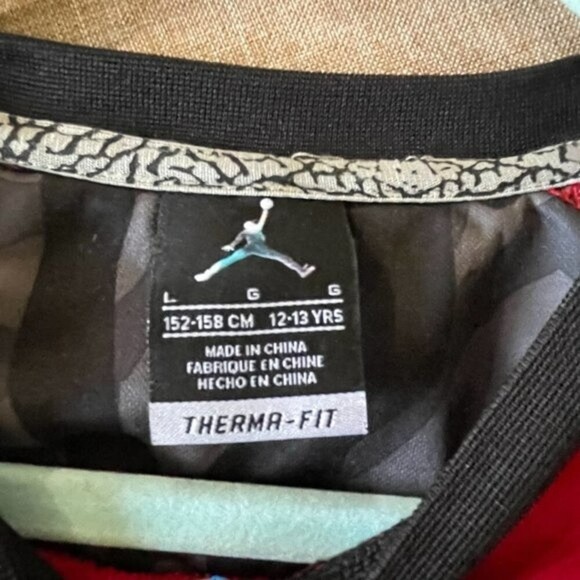 L G G
152-158 CM 12-13 YRS
MADE IN CHINA
FABRIQUE EN CHINE
HECHO EN CHINA
THERMA-FIT